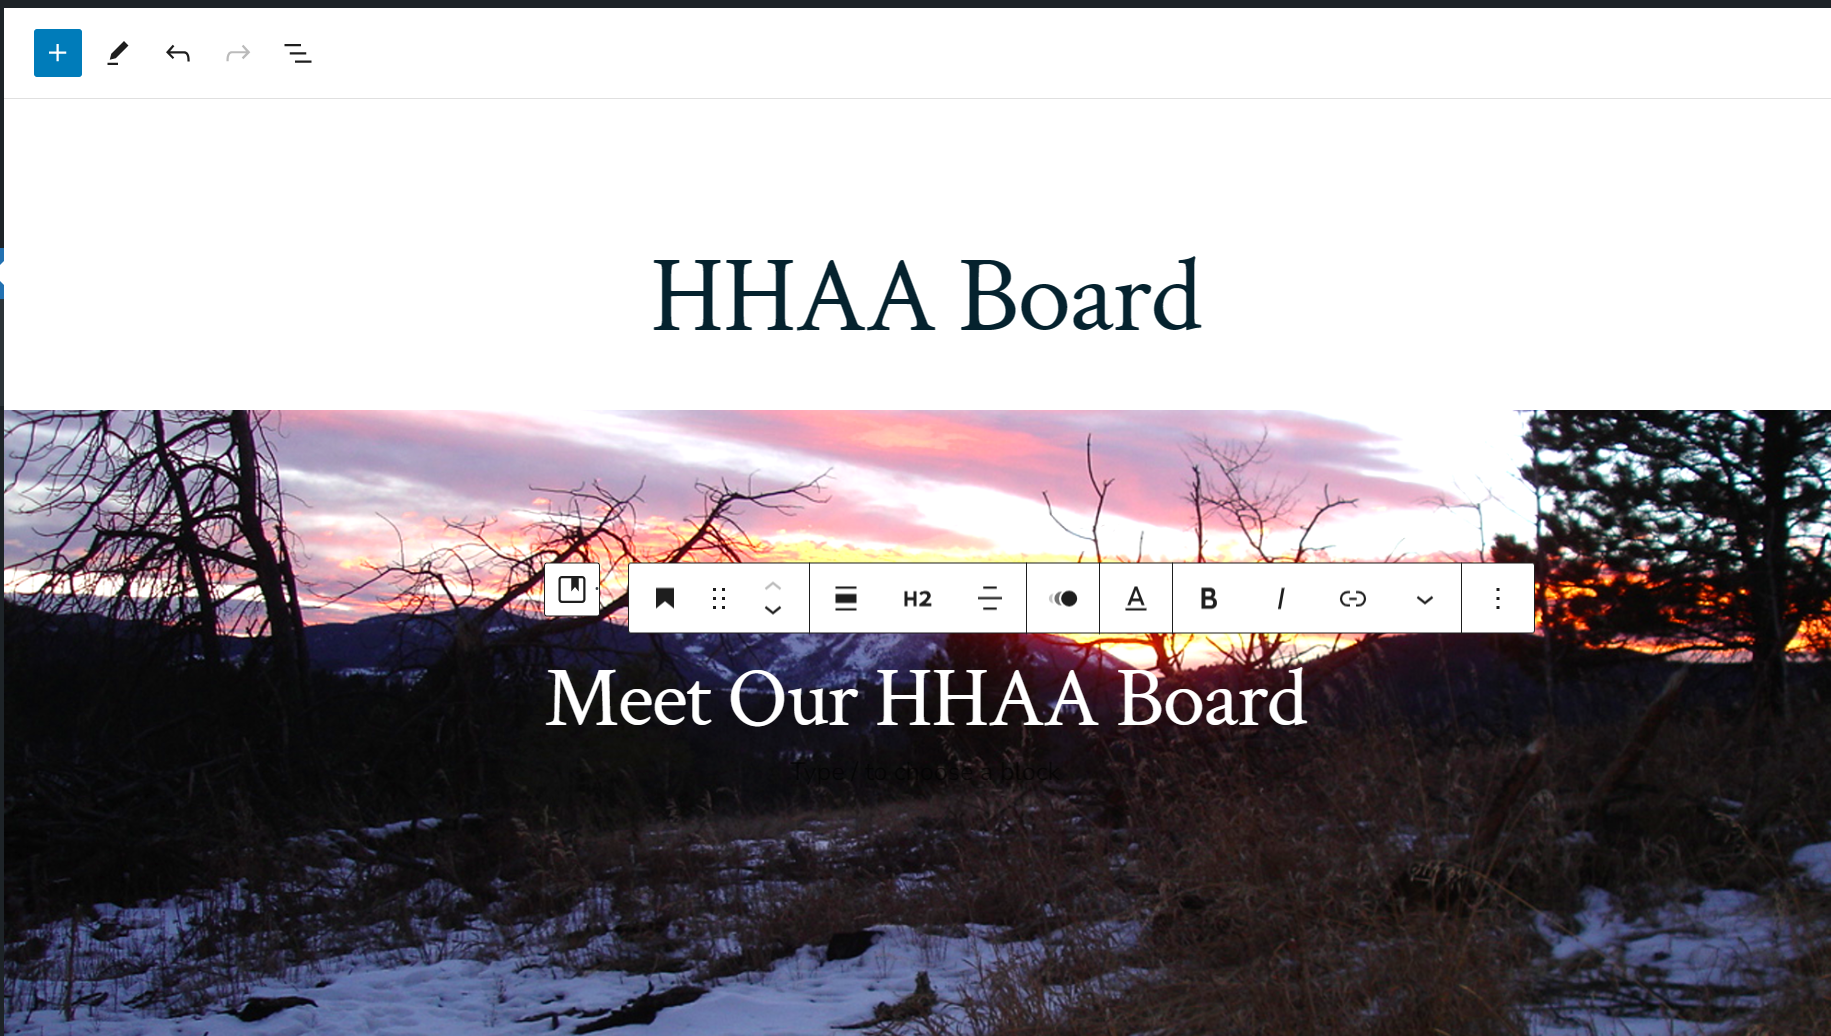 HHAA Board
H2
A
B
I
Meet Our HHAA Board
Type / to choose a block